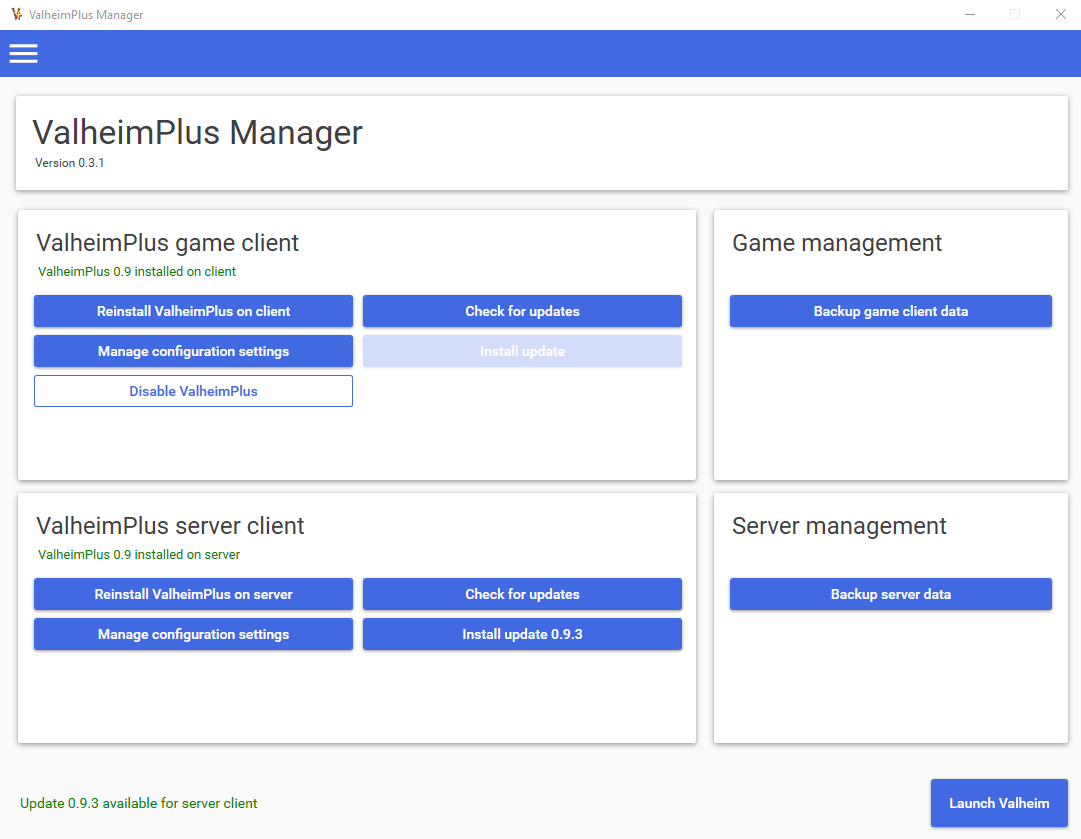 ValheimPlus Manager
ValheimPlus Manager
Version 0.3.1
ValheimPlus game client
ValheimPlus 0.9 installed on client
Reinstall ValheimPlus on client
Check for updates
Manage configuration settings
Install update
Disable ValheimPlus
Game management
Backup game client data
ValheimPlus server client
ValheimPlus 0.9 installed on server
Reinstall ValheimPlus on server
Check for updates
Manage configuration settings
Install update 0.9.3
Server management
Backup server data
Update 0.9.3 available for server client
Launch Valheim